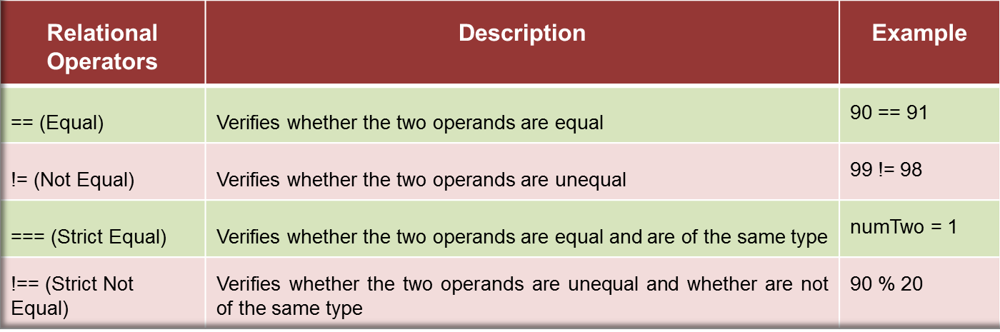 Relational
Operators
Description
Example
== (Equal)
Verifies whether the two operands are equal
90 == 91
!= (Not Equal)
Verifies whether the two operands are unequal
99 != 98
=== (Strict Equal)
Verifies whether the two operands are equal and are of the same type
numTwo = 1
!== (Strict Not
Equal)
Verifies whether the two operands are unequal and whether are not
of the same type
90 % 20